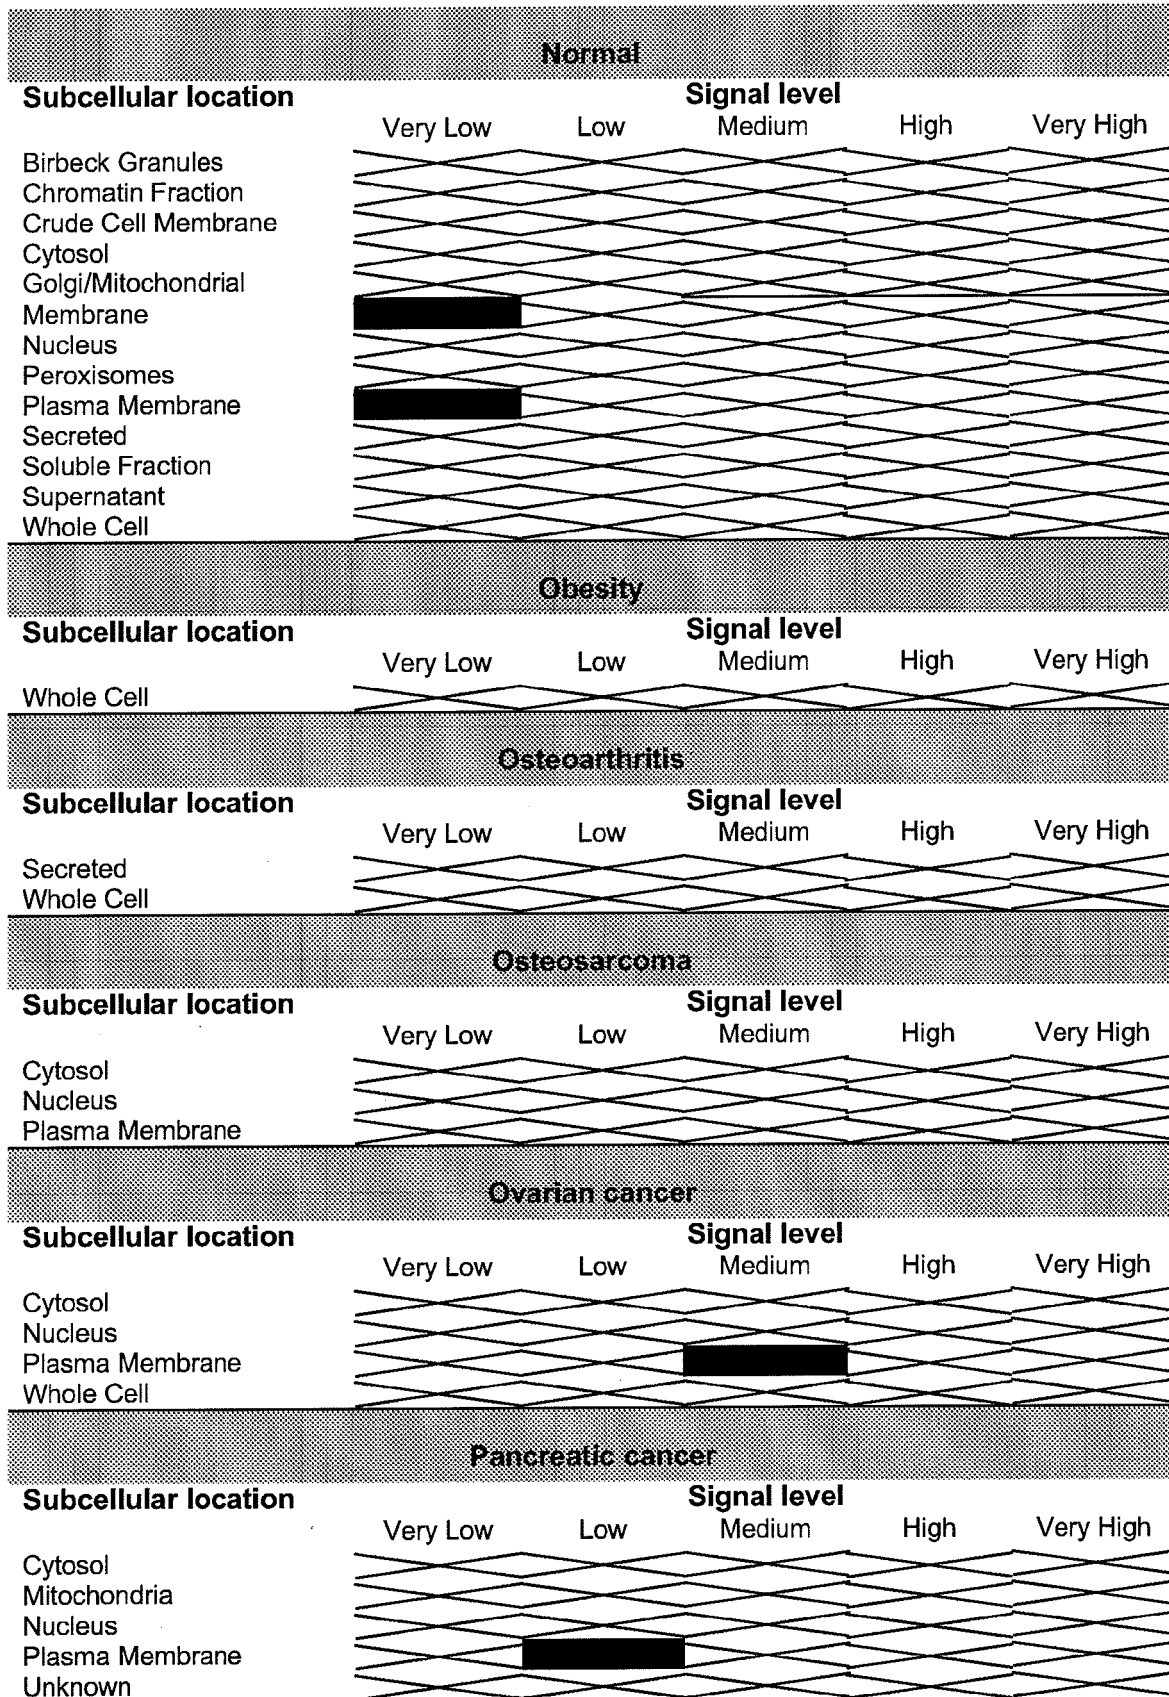 Normal
Subcellular location Signal level
Very Low Low Medium High Very High
Birbeck Granules
Chromatin Fraction
Crude Cell Membrane
Cytosol
Golgi/Mitochondrial
Membrane
Nucleus
Peroxisomes
Plasma Membrane
Secreted
Soluble Fraction
Supernatant
Whole Cell
Obesity
Subcellular location Signal level
Very Low Low Medium High Very High
Whole Cell
Osteoarthritis
Subcellular location Signal level
Very Low Low Medium High Very High
Secreted
Whole Cell
Osteosarcoma
Subcellular location Signal level
Very Low Low Medium High Very High
Cytosol
Nucleus
Plasma Membrane
Ovarian cancer
Subcellular location Signal level
Very Low Low Medium High Very High
Cytosol
Nucleus
Plasma Membrane
Whole Cell
Pancreatic cancer
Subcellular location Signal level
Very Low Low Medium High Very High
Cytosol
Mitochondria
Nucleus
Plasma Membrane
Unknown